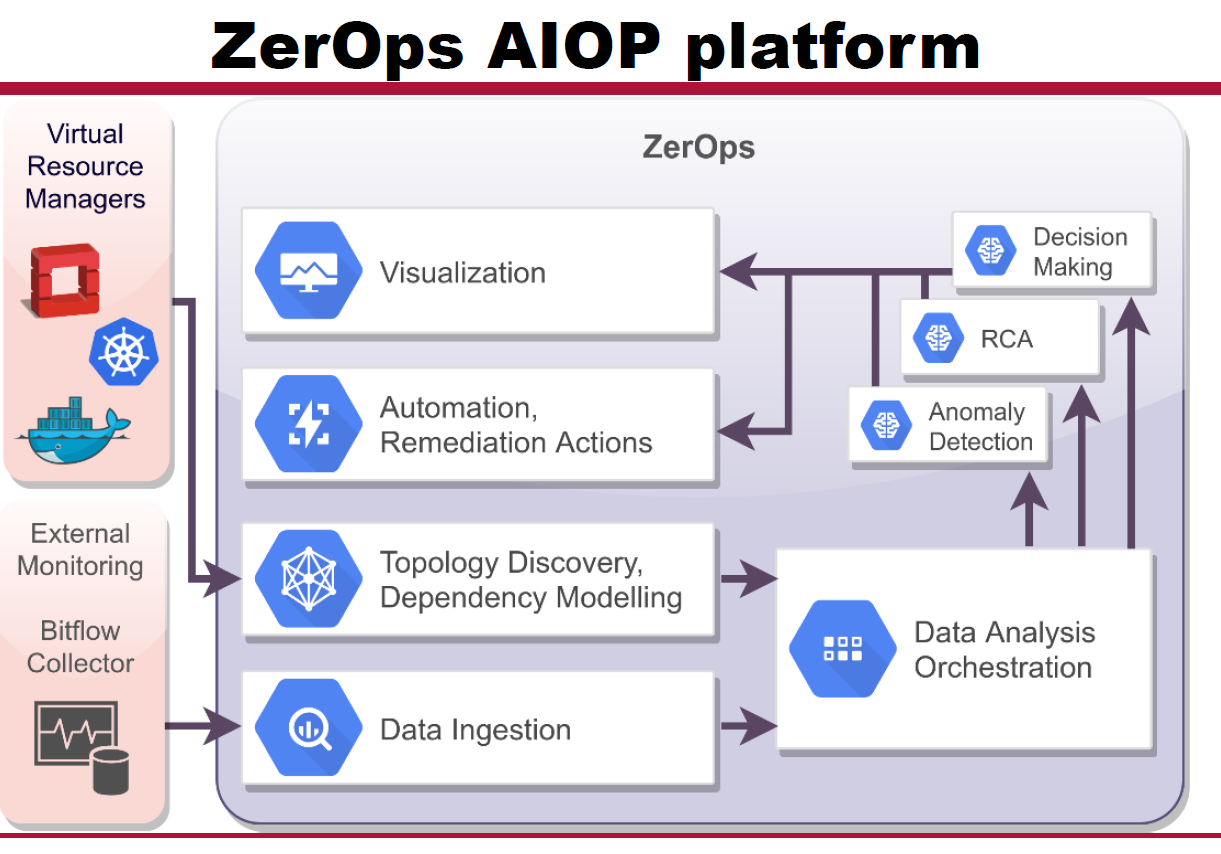 ZerOps AIOP platform
Virtual
Resource
Managers
External
Monitoring
Bitflow
Collector
ZerOps
Visualization
Automation,
Remediation Actions
Topology Discovery,
Dependency Modelling
Data Ingestion
Decision
Making
RCA
Anomaly
Detection
Data Analysis
Orchestration